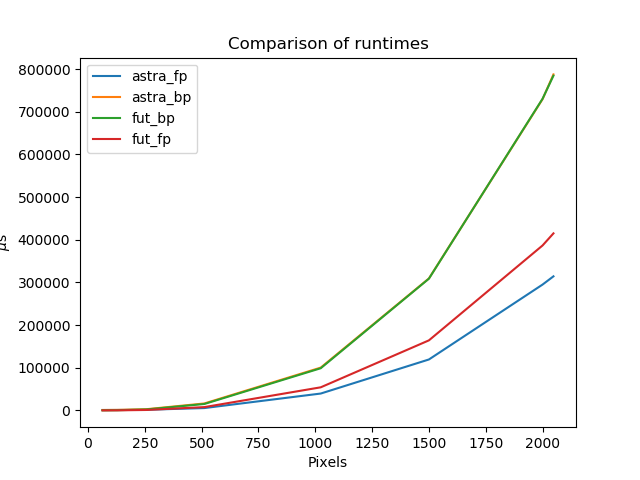 Comparison of runtimes
800000
700000
600000
500000
400000
300000
200000
100000
0
μs
astra_fp
astra_bp
fut_bp
fut_fp
0 250 500 750 1000 1250 1500 1750 2000
Pixels